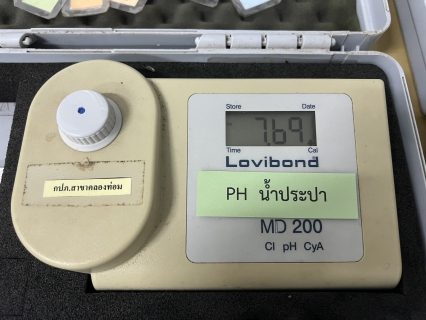 Store Date
7.69
Time Cal
Lovibond
กปภ.สาขาคลองท่อม
PH น้ำประปา
MD 200
Cl pH CyA